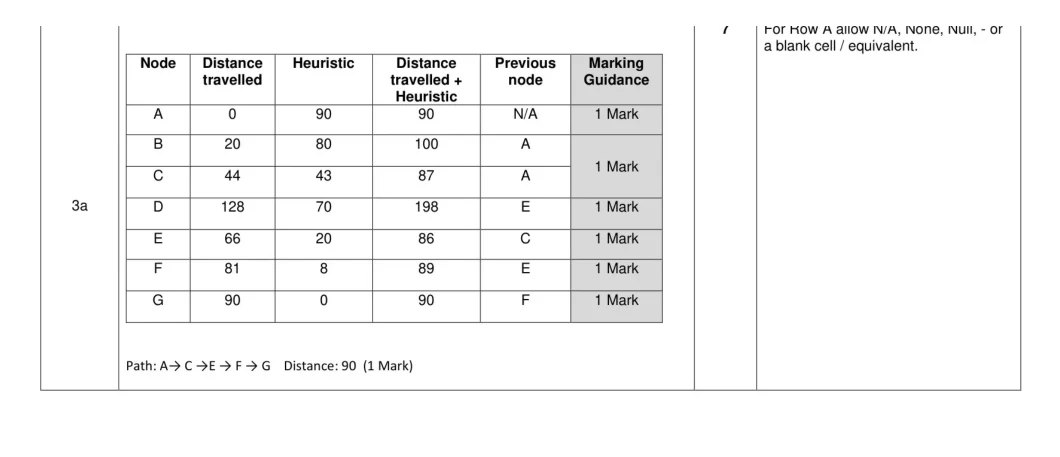 7 For Row A allow N/A, None, Null, - or
a blank cell / equivalent.
Node Distance travelled Heuristic Distance travelled + Heuristic Previous node Marking Guidance
A 0 90 90 N/A 1 Mark
B 20 80 100 A
1 Mark
C 44 43 87 A
3a
D 128 70 198 E 1 Mark
E 66 20 86 C 1 Mark
F 81 8 89 E 1 Mark
G 90 0 90 F 1 Mark
Path: A→ C →E → F → G Distance: 90 (1 Mark)